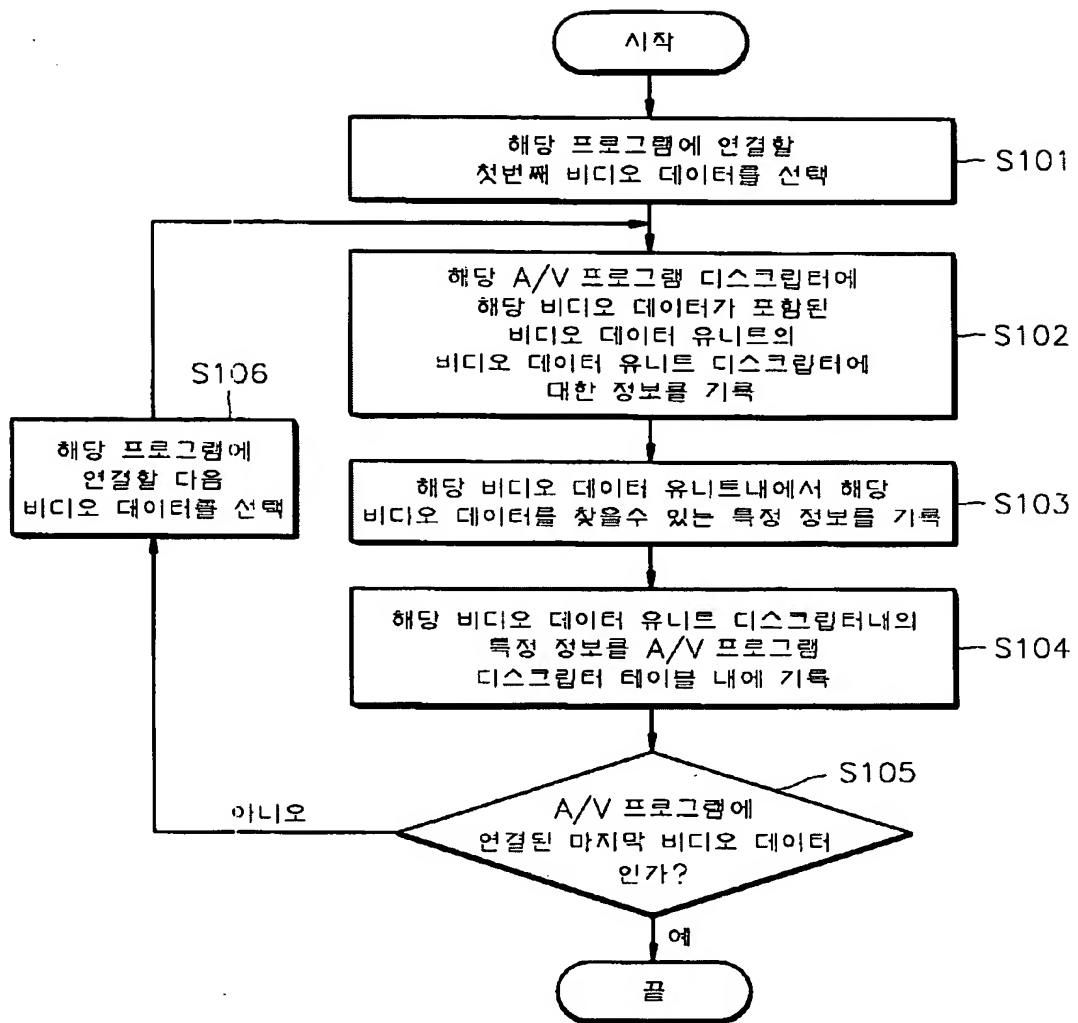 시작
해당 프로그램에 연결할
첫번째 비디오 데이터를 선택
S101
해당 A/V 프로그램 디스크립터에
해당 비디오 데이터가 포함된
비디오 데이터 유니트의
비디오 데이터 유니트 디스크립터에
대한 정보를 기록
S102
S106
해당 프로그램에
연결할 다음
비디오 데이터를 선택
해당 비디오 데이터 유니트내에서 해당
비디오 데이터를 찾을수 있는 특정 정보를 기록
S103
해당 비디오 데이터 유니트 디스크립터내의
특정 정보를 A/V 프로그램
디스크립터 테이블 내에 기록
S104
S105
A/V 프로그램에
연결된 마지막 비디오 데이터
인가?
아니오
예
끝